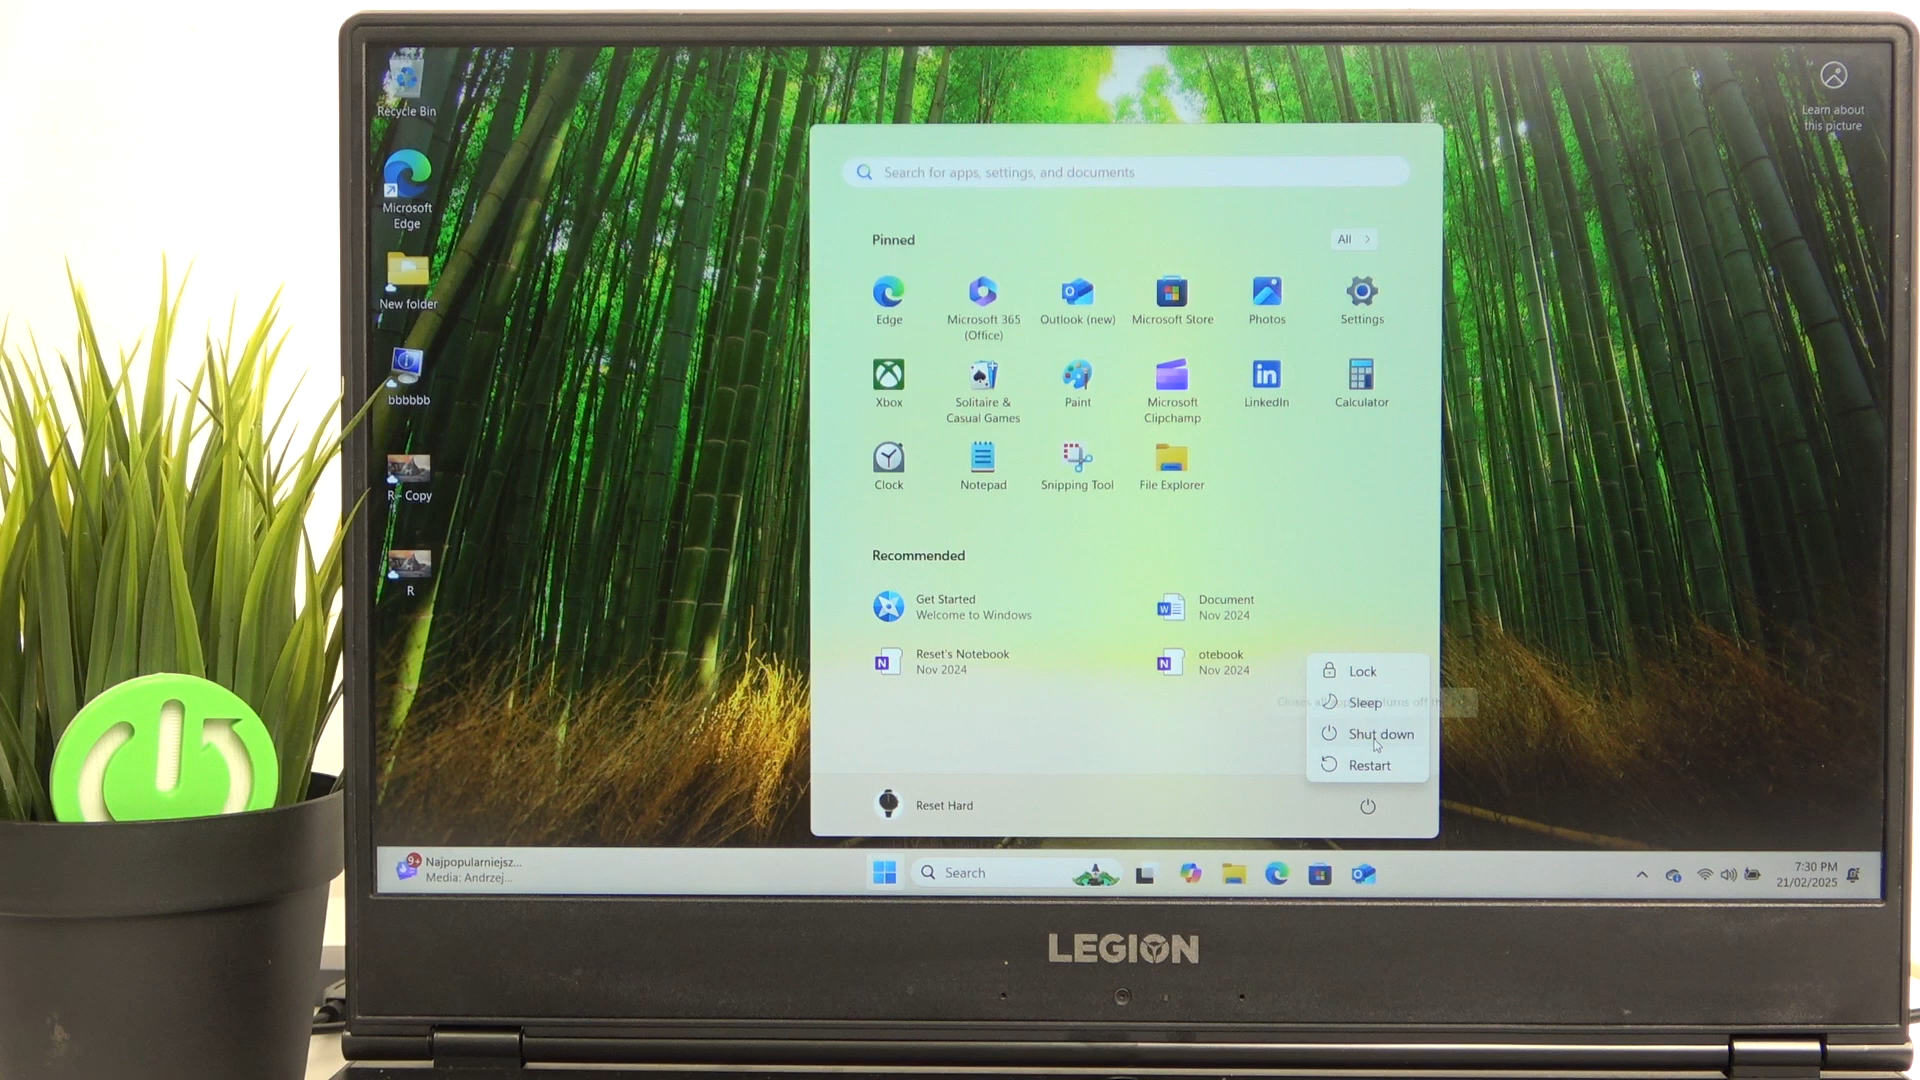 Recycle Bin
Microsoft
Edge
New folder
bbbbbb
R - Copy
R
Learn about
this picture
Search for apps, settings, and documents
Pinned
All
Edge
Microsoft 365
(Office)
Outlook (new)
Microsoft Store
Photos
Settings
Xbox
Solitaire &
Casual Games
Paint
Microsoft
Clipchamp
LinkedIn
Calculator
Clock
Notepad
Snipping Tool
File Explorer
Recommended
Get Started
Welcome to Windows
Document
Nov 2024
Reset's Notebook
Nov 2024
otebook
Nov 2024
Lock
Sleep
Shut down
Restart
Reset Hard
9+
Najpopularniejsz...
Media: Andrzej...
Search
7:30 PM
21/02/2025
LEGION